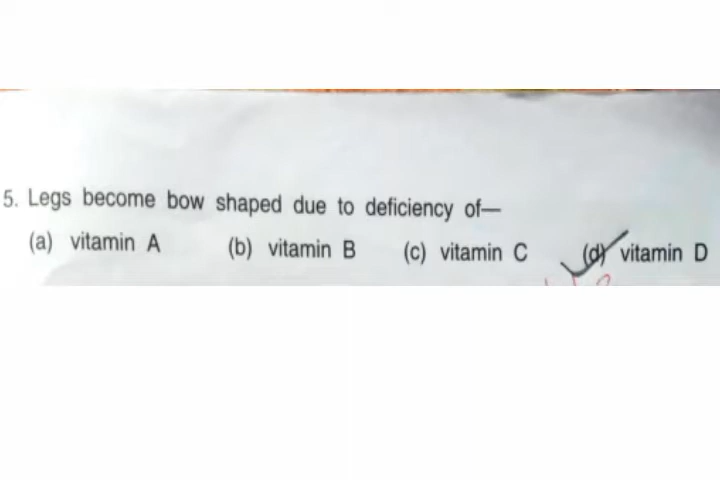 5. Legs become bow shaped due to deficiency of—
(a) vitamin A (b) vitamin B (c) vitamin C (d) vitamin D